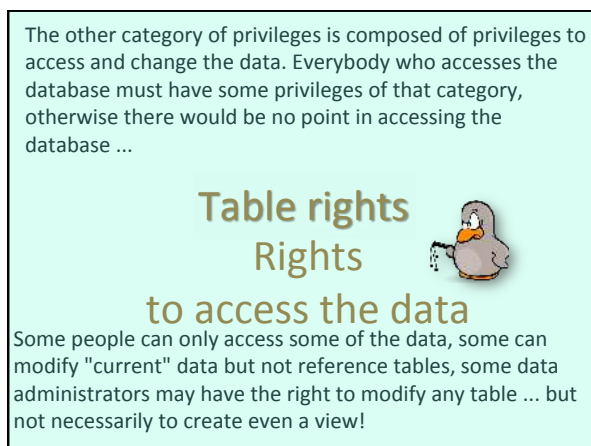 The other category of privileges is composed of privileges to
access and change the data. Everybody who accesses the
database must have some privileges of that category,
otherwise there would be no point in accessing the
database ...
Table rights
Rights
to access the data
Some people can only access some of the data, some can
modify "current" data but not reference tables, some data
administrators may have the right to modify any table ... but
not necessarily to create even a view!